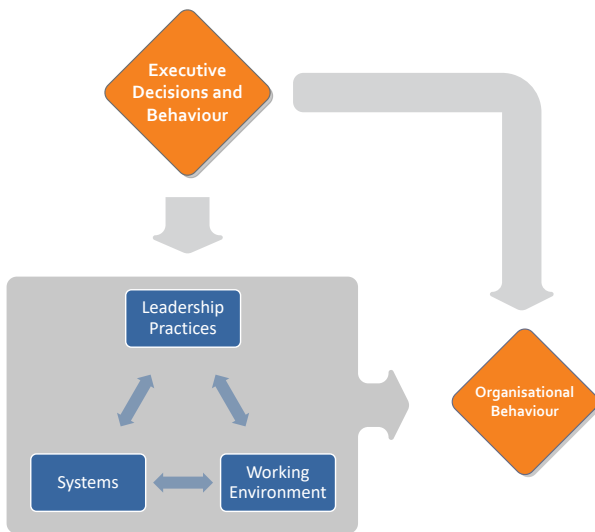 Executive
Decisions and
Behaviour
Leadership
Practices
Organisational
Behaviour
Systems
Working
Environment